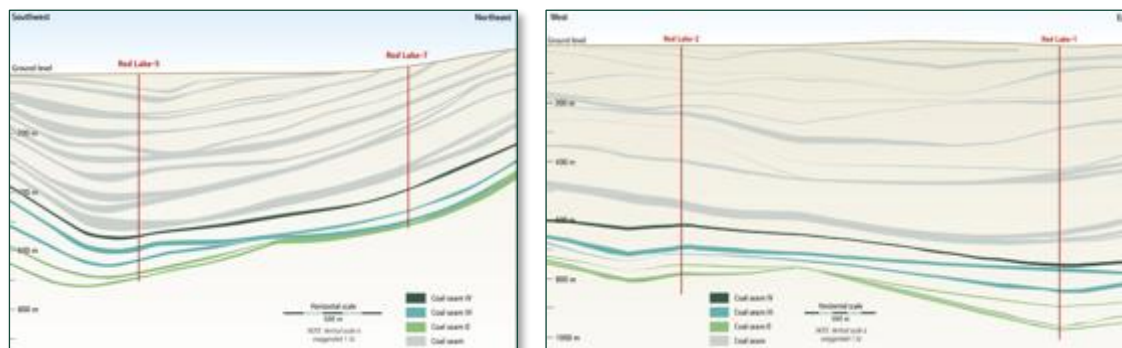 Southwest
Northeast
Ground level
Red Lake-5
Red Lake-7
600 m
800 m
Horizontal scale
500 m
Coal seam IV
Coal seam III
Coal seam II
Coal seam
West
Ground level
Red Lake-2
Red Lake-1
200 m
400 m
600 m
800 m
1000 m
Horizontal scale
500 m
Coal seam IV
Coal seam III
Coal seam II
Coal seam